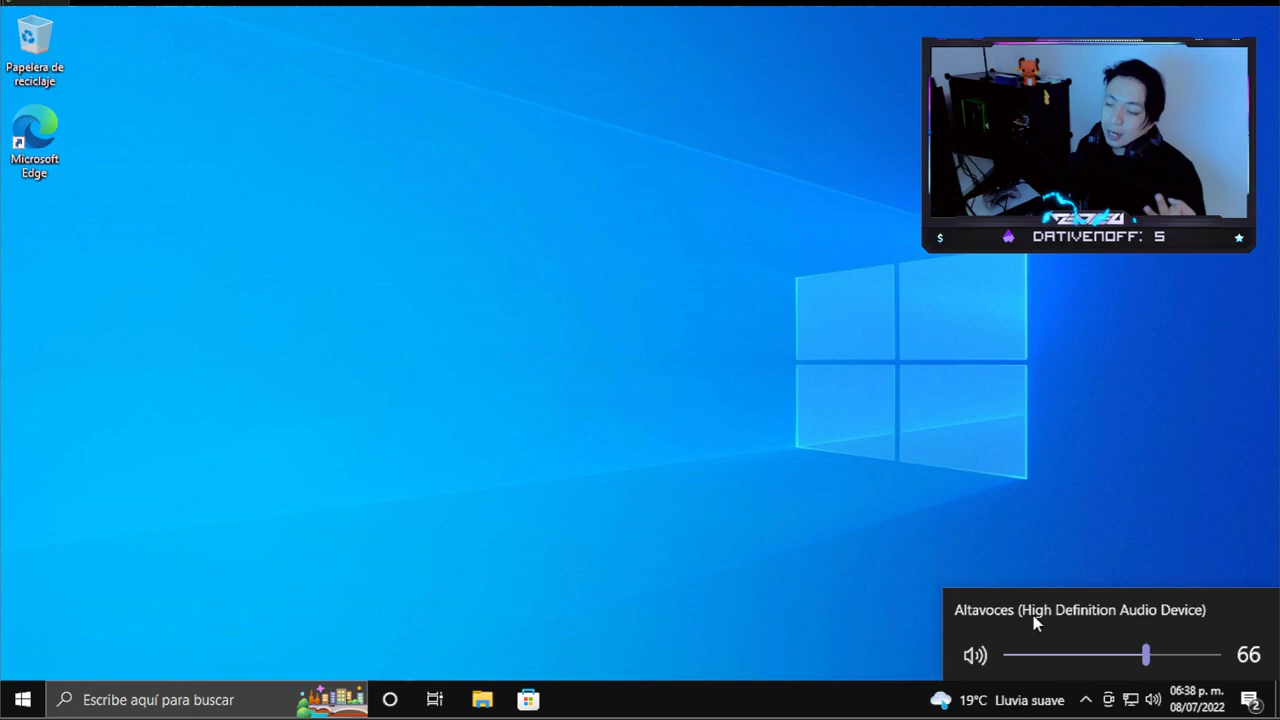 Papelera de
reciclaje
Microsoft
Edge
$ DATIVENOFF: 5
Altavoces (High Definition Audio Device)
66
Escribe aquí para buscar
19°C Lluvia suave
06:38 p. m.
08/07/2022
2